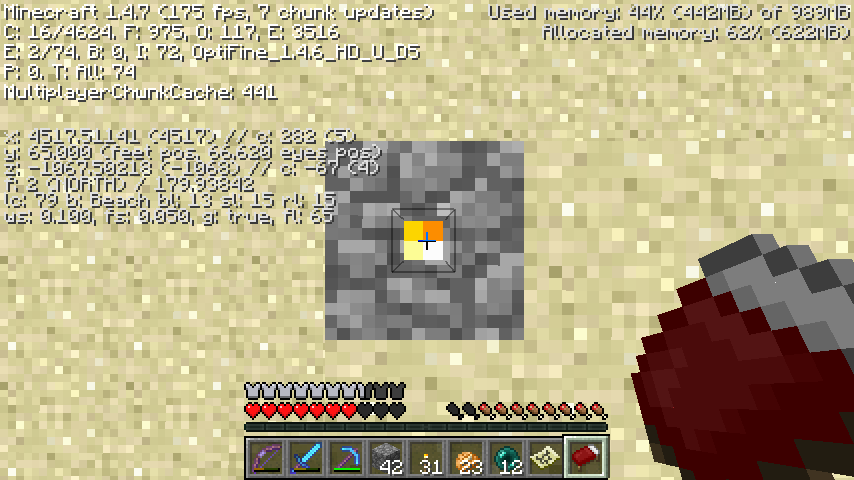 Minecraft 1.4.7 (175 fps, 7 chunk updates)
C: 16/4624, F: 975, O: 117, E: 3516
E: 2/74, B: 0, I: 72, OptiFine_1.4.6_HD_U_D5
P: 0, T: All: 74
MultiplayerChunkCache: 441
Used memory: 44% (442MB) of 989MB
Allocated memory: 62% (622MB)
x: 4517.51141 (4517) // c: 282 (5)
y: 65.000 (feet pos, 66.620 eyes pos)
z: -1067.50213 (-1068) // c: -67 (4)
f: 2 (NORTH) / 179.93842
lc: 79 b: Beach bl: 13 sl: 15 rl: 15
ws: 0.100, fs: 0.050, g: true, fl: 65
42 31 23 12